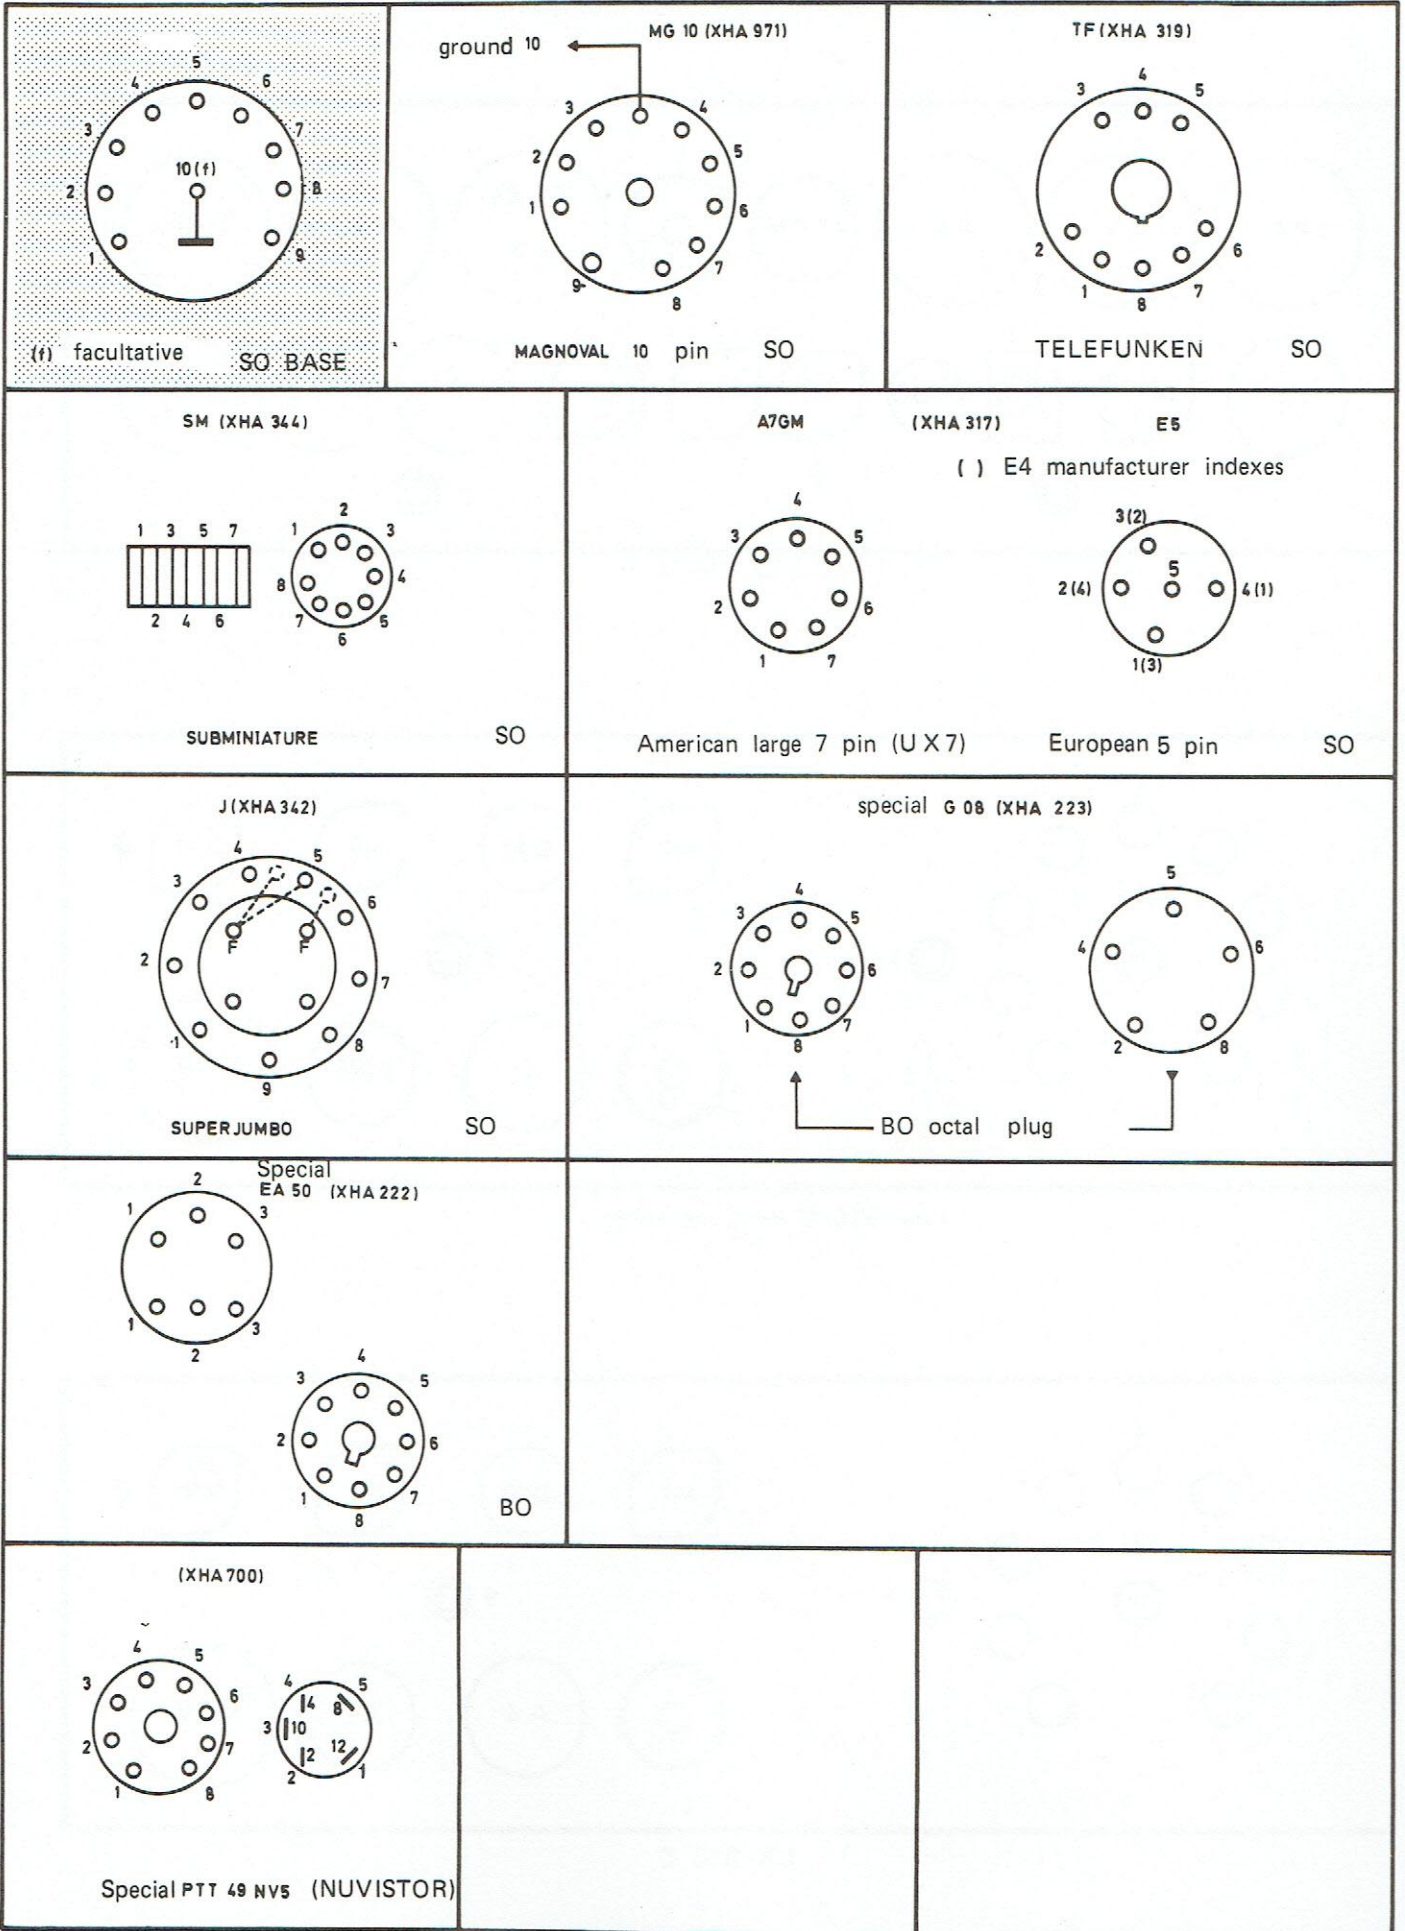 5
4 6
3 7
10(f)
2 8
1 9
(f) facultative SO BASE
ground 10 MG 10 (XHA 971)
3 4
2 5
1 6
9 7
8
MAGNOVAL 10 pin SO
TF(XHA 319)
4
3 5
2 6
1 7
8
TELEFUNKEN SO
SM (XHA 344)
1 3 5 7
2 4 6
2
1 3
8 4
7 5
6
SUBMINIATURE SO
A7GM (XHA 317) E5
( ) E4 manufacturer indexes
4
3 5
2 6
1 7
3(2)
5
2(4) 4(1)
1(3)
American large 7 pin (U X 7) European 5 pin SO
J(XHA 342)
4 5
3 6
F F
2 7
1 8
9
SUPERJUMBO SO
special G 08 (XHA 223)
4
3 5
2 6
1 7
8
5
4 6
2 8
BO octal plug
Special
EA 50 (XHA 222)
2
1 3
1 3
2
4
3 5
2 6
1 7
8
BO
(XHA 700)
4 5
3 6
2 7
1 8
4 5
4 8
3 10
2 12
2 1
Special PTT 49 NV5 (NUVISTOR)